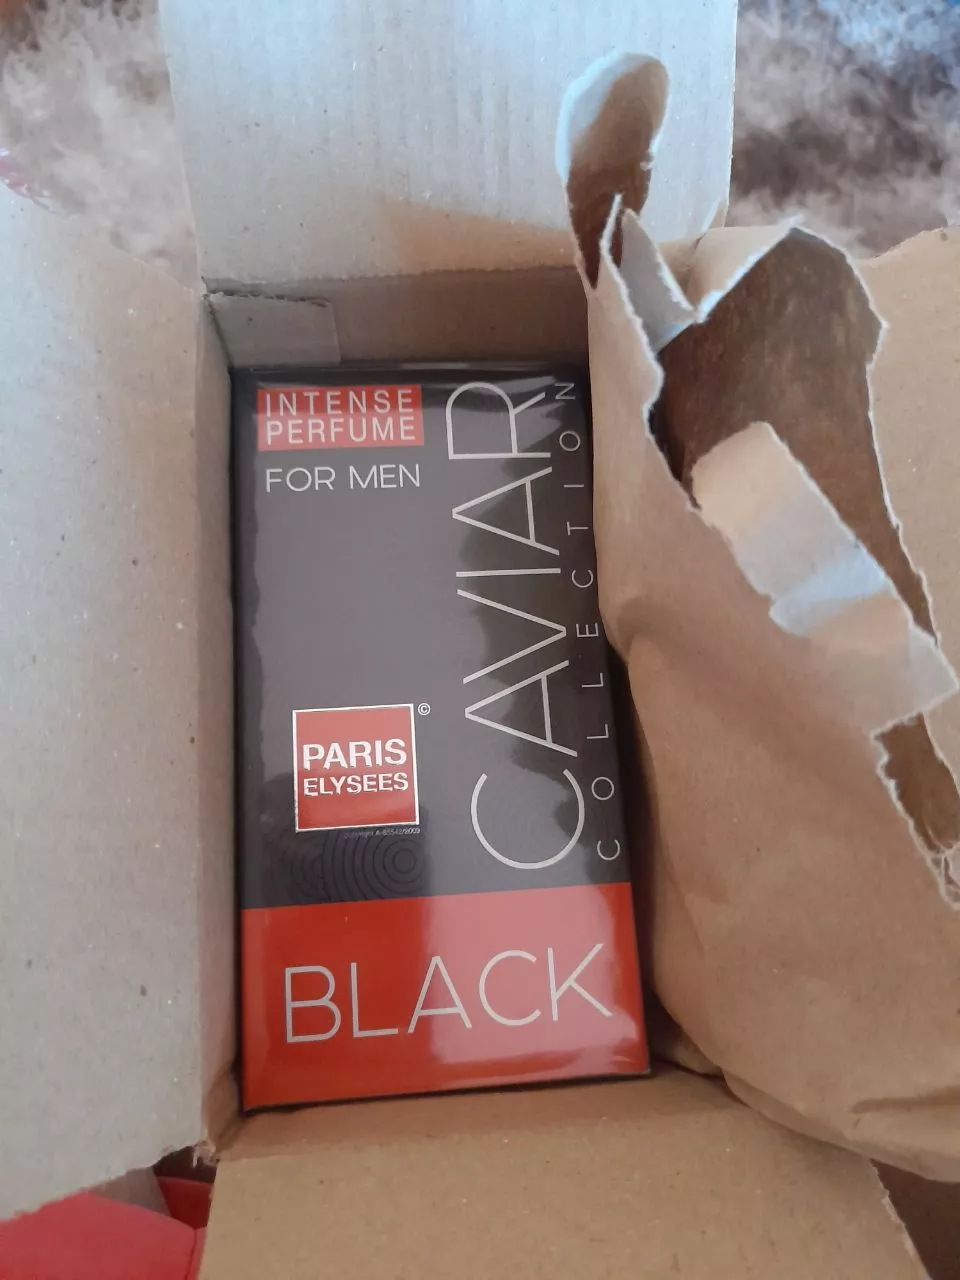 INTENSE
PERFUME
FOR MEN
CAVIAR
COLLECTION
PARIS
ELYSEES
©
BLACK